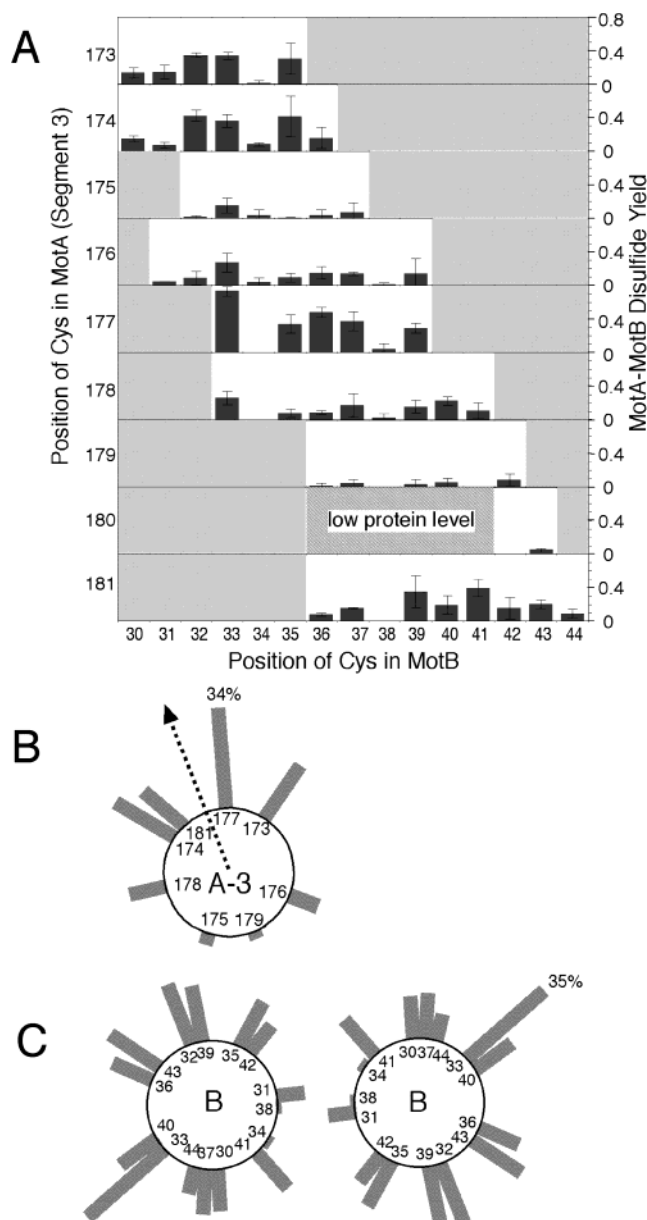 A
Position of Cys in MotA (Segment 3)
MotA-MotB Disulfide Yield
0.8
173 0.4
0
174 0.4
0
175 0.4
0
176 0.4
0
177 0.4
0
178 0.4
0
179 0.4
0
180 low protein level 0.4
0
181 0.4
0
30 31 32 33 34 35 36 37 38 39 40 41 42 43 44
Position of Cys in MotB
B
34%
177
181 173
174
178 A-3 176
175 179
C
35%
32 39 35
43 42
36
B
31
38
40
33 34
44 37 30 41
30 37 44
41 33
34 40
38
31
B
36
42 43
35 39 32